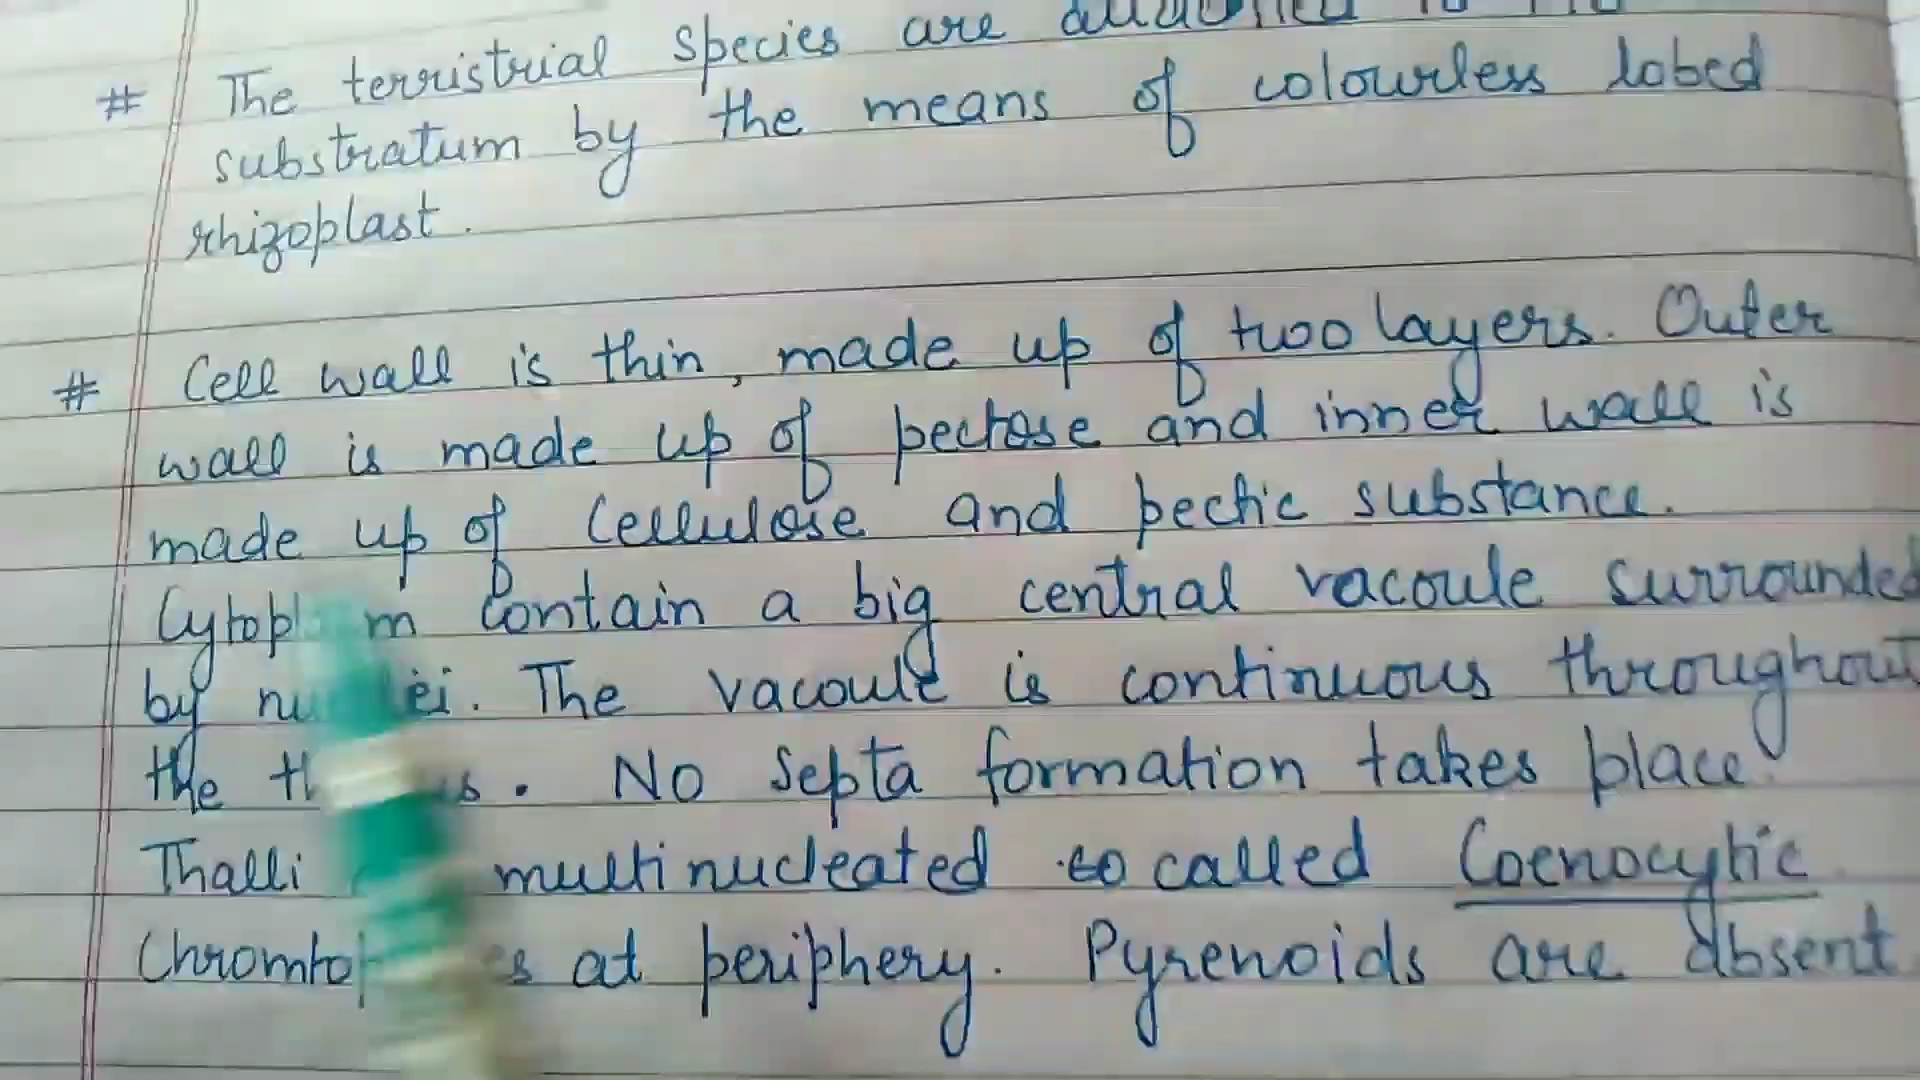 # The terristrial species are
substratum by the means of colourless lobed
rhizoplast.
# Cell wall is thin, made up of two layers. Outer
wall is made up of pectose and inner wall is
made up of Cellulose and pectic substance.
contain a big central vacoule surrounded
by The vacoule is continuous throughout
the No septa formation takes place.
Thalli multinucleated so called Coenocytic
at periphery. Pyrenoids are absent